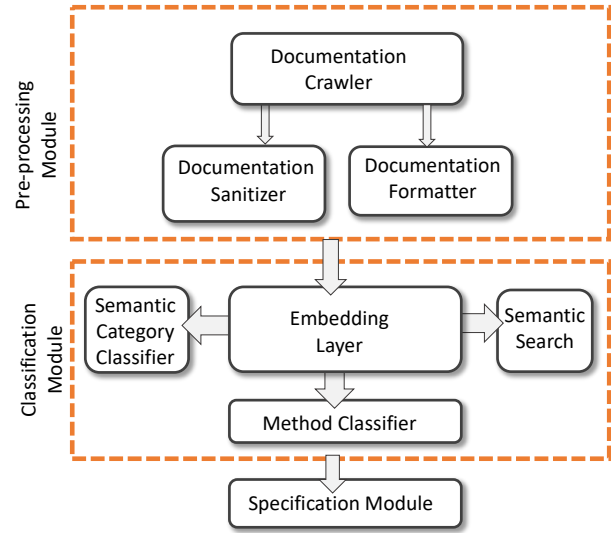 Pre-processing
Module
Documentation
Crawler
Documentation
Sanitizer
Documentation
Formatter
Classification
Module
Semantic
Category
Classifier
Embedding
Layer
Semantic
Search
Method Classifier
Specification Module